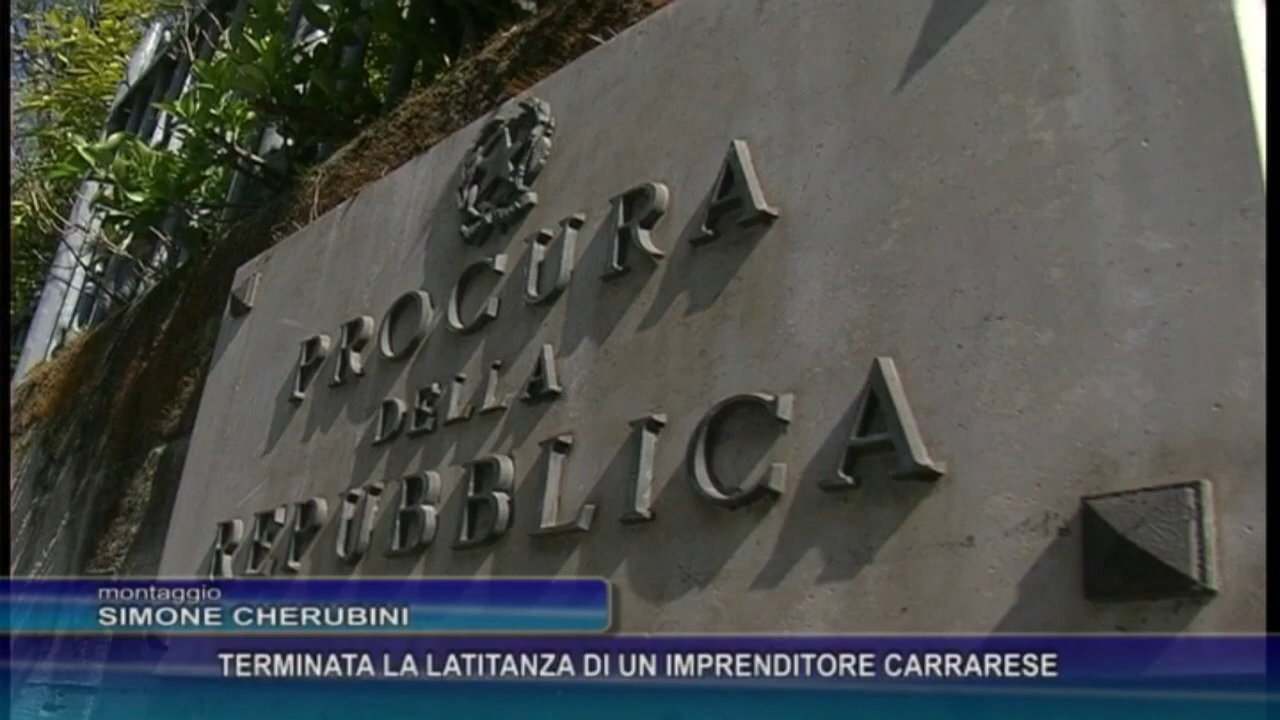 PROCURA
DELLA
REPUBBLICA
montaggio
SIMONE CHERUBINI
TERMINATA LA LATITANZA DI UN IMPRENDITORE CARRARESE